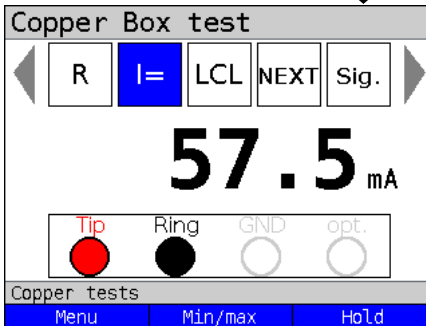 Copper Box test
R I= LCL NEXT Sig.
57.5 mA
Tip Ring GND opt.
Copper tests
Menu Min/max Hold